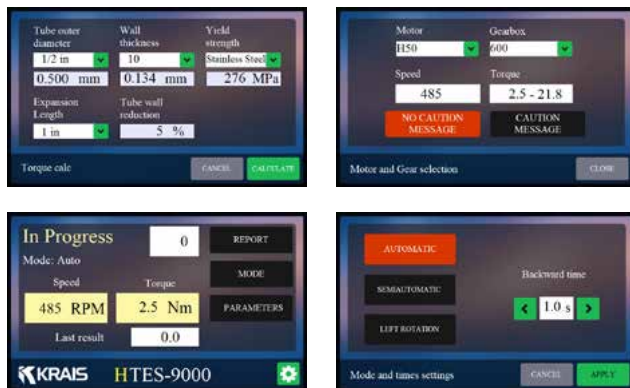 Tube outer
diameter
Wall
thickness
Yield
strength
1/2 in
10
Stainless Steel
0.500 mm
0.134 mm
276 MPa
Expansion
Length
Tube wall
reduction
1 in
5 %
Torque calc
CANCEL
CALCULATE
Motor
Gearbox
H50
600
Speed
Torque
485
2.5 - 21.8
NO CAUTION
MESSAGE
CAUTION
MESSAGE
Motor and Gear selection
CLOSE
In Progress
0
REPORT
Mode: Auto
MODE
Speed
Torque
485 RPM
2.5 Nm
PARAMETERS
Last result
0.0
KRAIS
HTES-9000
AUTOMATIC
SEMIAUTOMATIC
LEFT ROTATION
Backward time
1.0 s
Mode and times settings
CANCEL
APPLY